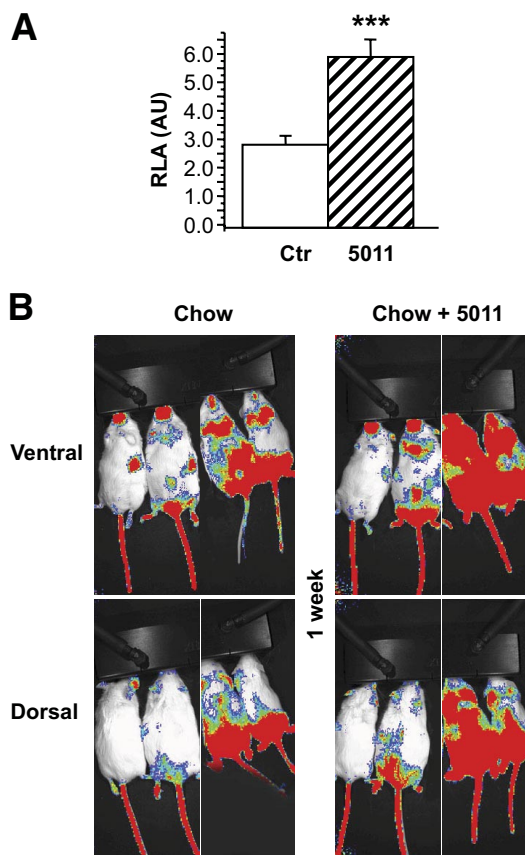 A
***
RLA (AU)
6.0
5.0
4.0
3.0
2.0
1.0
0.0
Ctr 5011
B
Chow Chow + 5011
Ventral
1 week
Dorsal